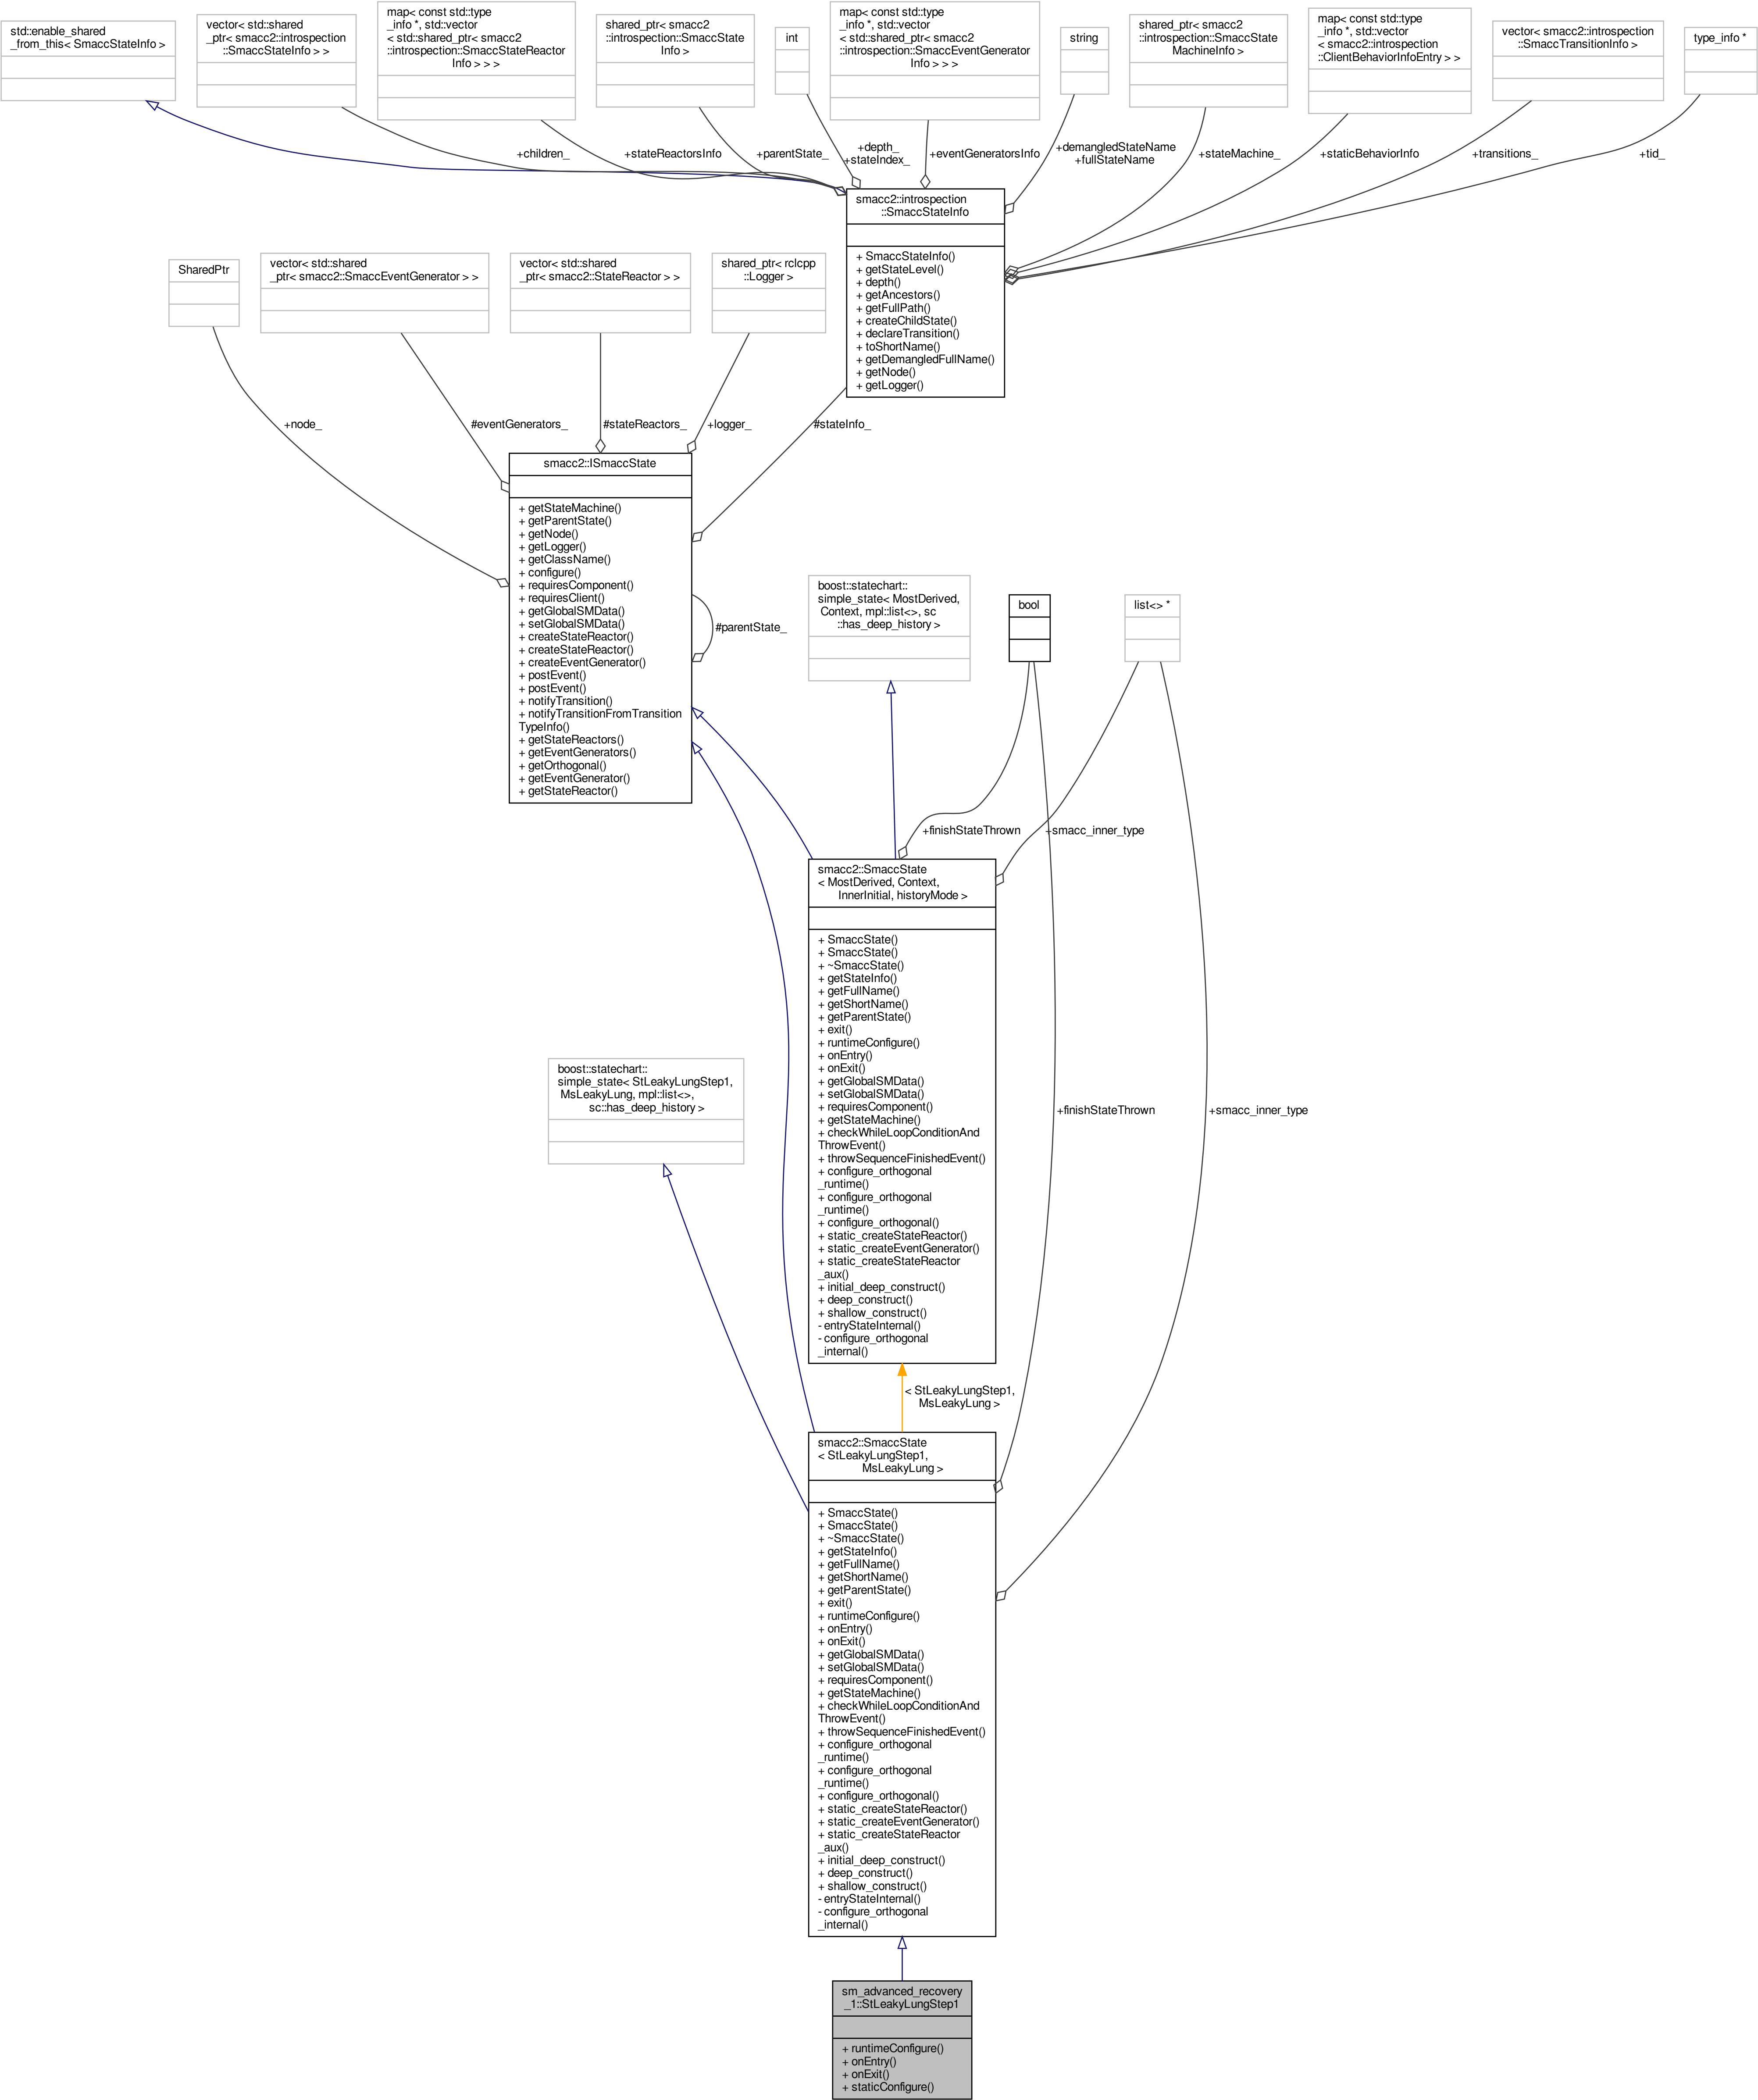 std::enable_shared
_from_this< SmaccStateInfo >
vector< std::shared
_ptr< smacc2::introspection
::SmaccStateInfo > >
map< const std::type
_info *, std::vector
< std::shared_ptr< smacc2
::introspection::SmaccStateReactor
Info > > >
shared_ptr< smacc2
::introspection::SmaccState
Info >
int
map< const std::type
_info *, std::vector
< std::shared_ptr< smacc2
::introspection::SmaccEventGenerator
Info > > >
string
shared_ptr< smacc2
::introspection::SmaccState
MachineInfo >
map< const std::type
_info *, std::vector
< smacc2::introspection
::ClientBehaviorInfoEntry > >
vector< smacc2::introspection
::SmaccTransitionInfo >
type_info *
+children_
+stateReactorsInfo
+parentState_
+depth_
+stateIndex_
+eventGeneratorsInfo
+demangledStateName
+fullStateName
+stateMachine_
+staticBehaviorInfo
+transitions_
+tid_
smacc2::introspection
::SmaccStateInfo
+ SmaccStateInfo()
+ getStateLevel()
+ depth()
+ getAncestors()
+ getFullPath()
+ createChildState()
+ declareTransition()
+ toShortName()
+ getDemangledFullName()
+ getNode()
+ getLogger()
SharedPtr
vector< std::shared
_ptr< smacc2::SmaccEventGenerator > >
vector< std::shared
_ptr< smacc2::StateReactor > >
shared_ptr< rclcpp
::Logger >
+node_
#eventGenerators_
#stateReactors_
+logger_
#stateInfo_
smacc2::ISmaccState
+ getStateMachine()
+ getParentState()
+ getNode()
+ getLogger()
+ getClassName()
+ configure()
+ requiresComponent()
+ requiresClient()
+ getGlobalSMData()
+ setGlobalSMData()
+ createStateReactor()
+ createStateReactor()
+ createEventGenerator()
+ postEvent()
+ postEvent()
+ notifyTransition()
+ notifyTransitionFromTransition
TypeInfo()
+ getStateReactors()
+ getEventGenerators()
+ getOrthogonal()
+ getEventGenerator()
+ getStateReactor()
#parentState_
boost::statechart::
simple_state< MostDerived,
Context, mpl::list<>, sc
::has_deep_history >
bool
list<> *
+finishStateThrown
+smacc_inner_type
smacc2::SmaccState
< MostDerived, Context,
InnerInitial, historyMode >
+ SmaccState()
+ SmaccState()
+ ~SmaccState()
+ getStateInfo()
+ getFullName()
+ getShortName()
+ getParentState()
+ exit()
+ runtimeConfigure()
+ onEntry()
+ onExit()
+ getGlobalSMData()
+ setGlobalSMData()
+ requiresComponent()
+ getStateMachine()
+ checkWhileLoopConditionAnd
ThrowEvent()
+ throwSequenceFinishedEvent()
+ configure_orthogonal
_runtime()
+ configure_orthogonal
_runtime()
+ configure_orthogonal()
+ static_createStateReactor()
+ static_createEventGenerator()
+ static_createStateReactor
_aux()
+ initial_deep_construct()
+ deep_construct()
+ shallow_construct()
- entryStateInternal()
- configure_orthogonal
_internal()
boost::statechart::
simple_state< StLeakyLungStep1,
MsLeakyLung, mpl::list<>,
sc::has_deep_history >
+finishStateThrown
+smacc_inner_type
< StLeakyLungStep1,
MsLeakyLung >
smacc2::SmaccState
< StLeakyLungStep1,
MsLeakyLung >
+ SmaccState()
+ SmaccState()
+ ~SmaccState()
+ getStateInfo()
+ getFullName()
+ getShortName()
+ getParentState()
+ exit()
+ runtimeConfigure()
+ onEntry()
+ onExit()
+ getGlobalSMData()
+ setGlobalSMData()
+ requiresComponent()
+ getStateMachine()
+ checkWhileLoopConditionAnd
ThrowEvent()
+ throwSequenceFinishedEvent()
+ configure_orthogonal
_runtime()
+ configure_orthogonal
_runtime()
+ configure_orthogonal()
+ static_createStateReactor()
+ static_createEventGenerator()
+ static_createStateReactor
_aux()
+ initial_deep_construct()
+ deep_construct()
+ shallow_construct()
- entryStateInternal()
- configure_orthogonal
_internal()
sm_advanced_recovery
_1::StLeakyLungStep1
+ runtimeConfigure()
+ onEntry()
+ onExit()
+ staticConfigure()